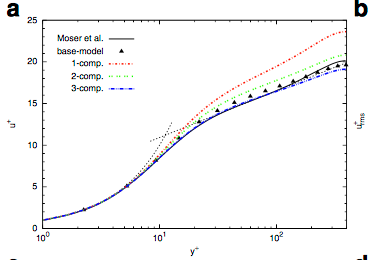 a
b
25
20
15
10
5
0
u+
Moser et al.
base-model
1-comp.
2-comp.
3-comp.
10^0
10^1
10^2
y+
u+rms
d